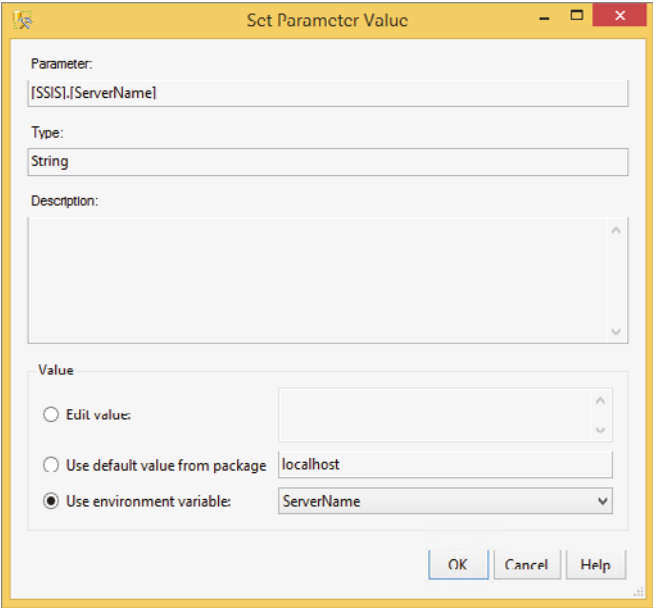 Set Parameter Value
Parameter:
[SSIS].[ServerName]
Type:
String
Description:
Value
Edit value:
Use default value from package
localhost
Use environment variable:
ServerName
OK Cancel Help